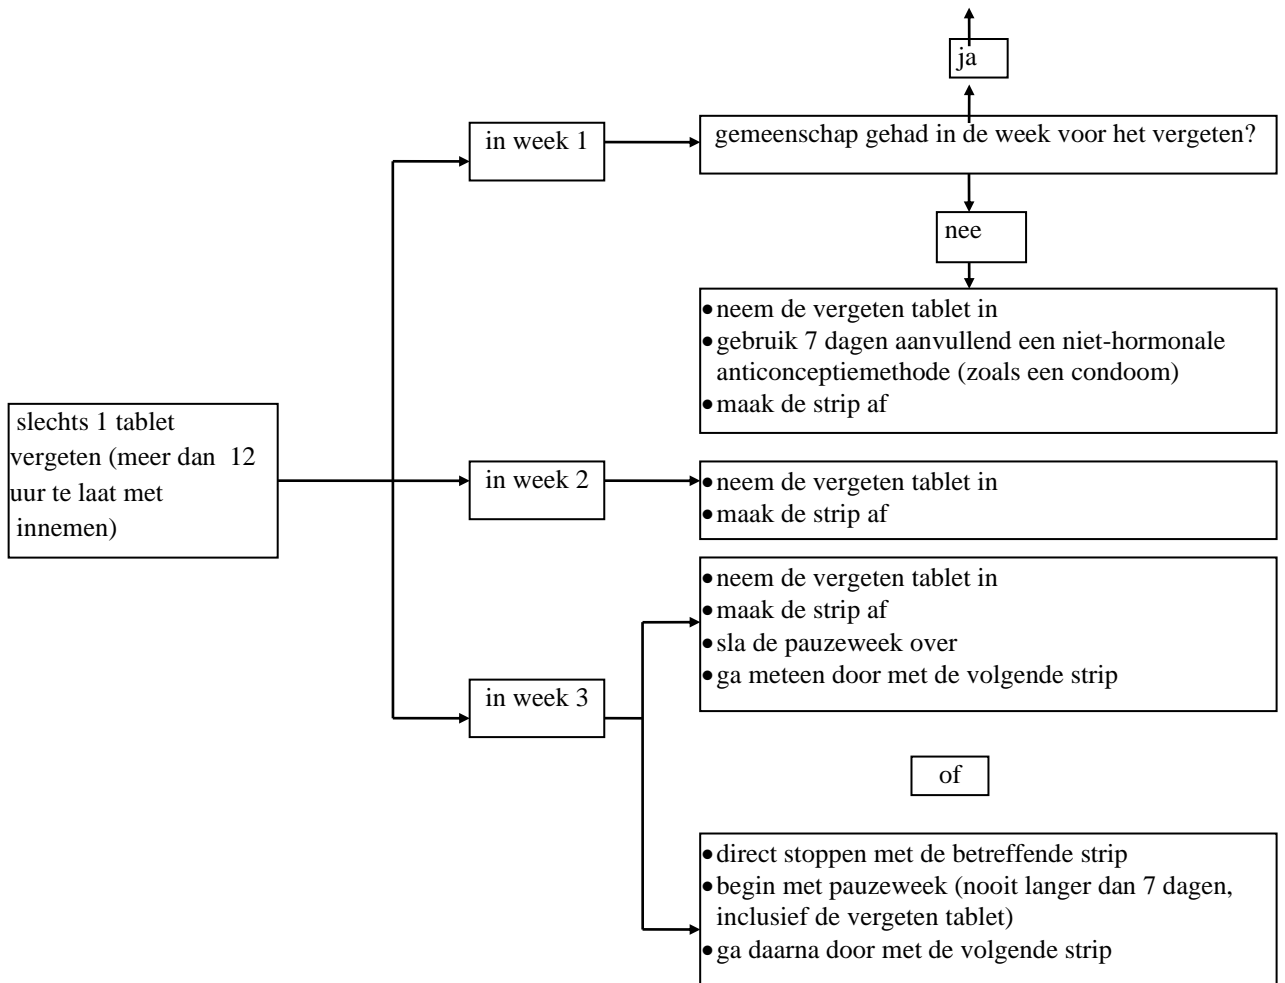 ja
in week 1
gemeenschap gehad in de week voor het vergeten?
nee
•neem de vergeten tablet in
•gebruik 7 dagen aanvullend een niet-hormonale
anticonceptiemethode (zoals een condoom)
•maak de strip af
slechts 1 tablet
vergeten (meer dan 12
uur te laat met
innemen)
in week 2
•neem de vergeten tablet in
•maak de strip af
•neem de vergeten tablet in
•maak de strip af
•sla de pauzeweek over
•ga meteen door met de volgende strip
in week 3
of
•direct stoppen met de betreffende strip
•begin met pauzeweek (nooit langer dan 7 dagen,
inclusief de vergeten tablet)
•ga daarna door met de volgende strip